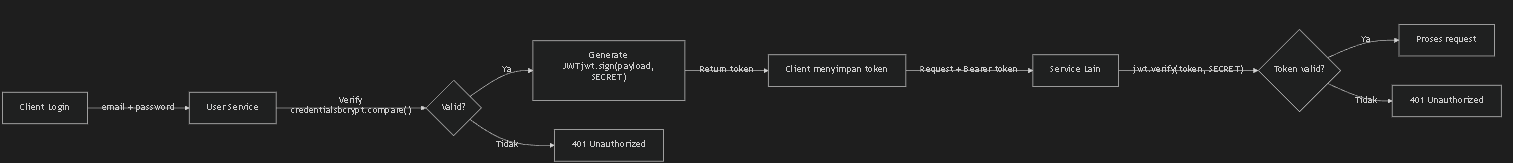 Client Login
email + password
User Service
Verify
credentialsbcrypt.compare()
Valid?
Ya
Generate
JWTjwt.sign(payload,
SECRET)
Return token
Client menyimpan token
Request + Bearer token
Service Lain
jwt.verify(token, SECRET)
Token valid?
Ya
Proses request
Tidak
401 Unauthorized
Tidak
401 Unauthorized